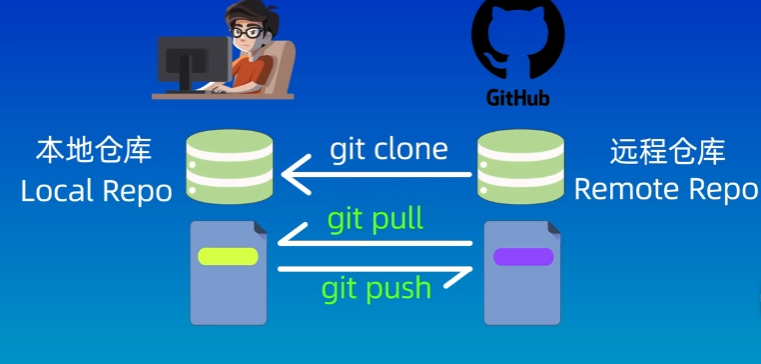 GitHub
本地仓库
Local Repo
git clone
远程仓库
Remote Repo
git pull
git push